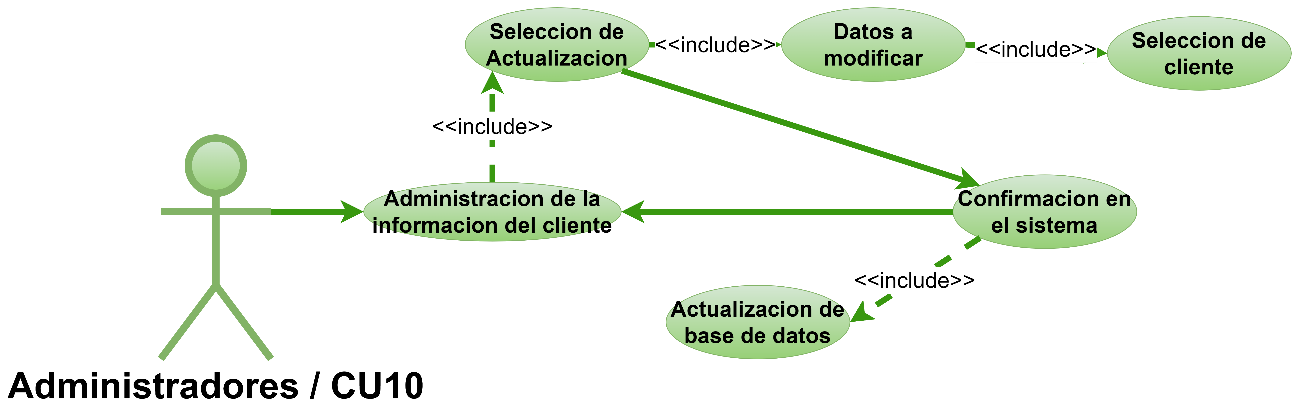 Seleccion de
Actualizacion
<<include>>
Datos a
modificar
<<include>>
Seleccion de
cliente
<<include>>
Administracion de la
informacion del cliente
Confirmacion en
el sistema
<<include>>
Actualizacion de
base de datos
Administradores / CU10